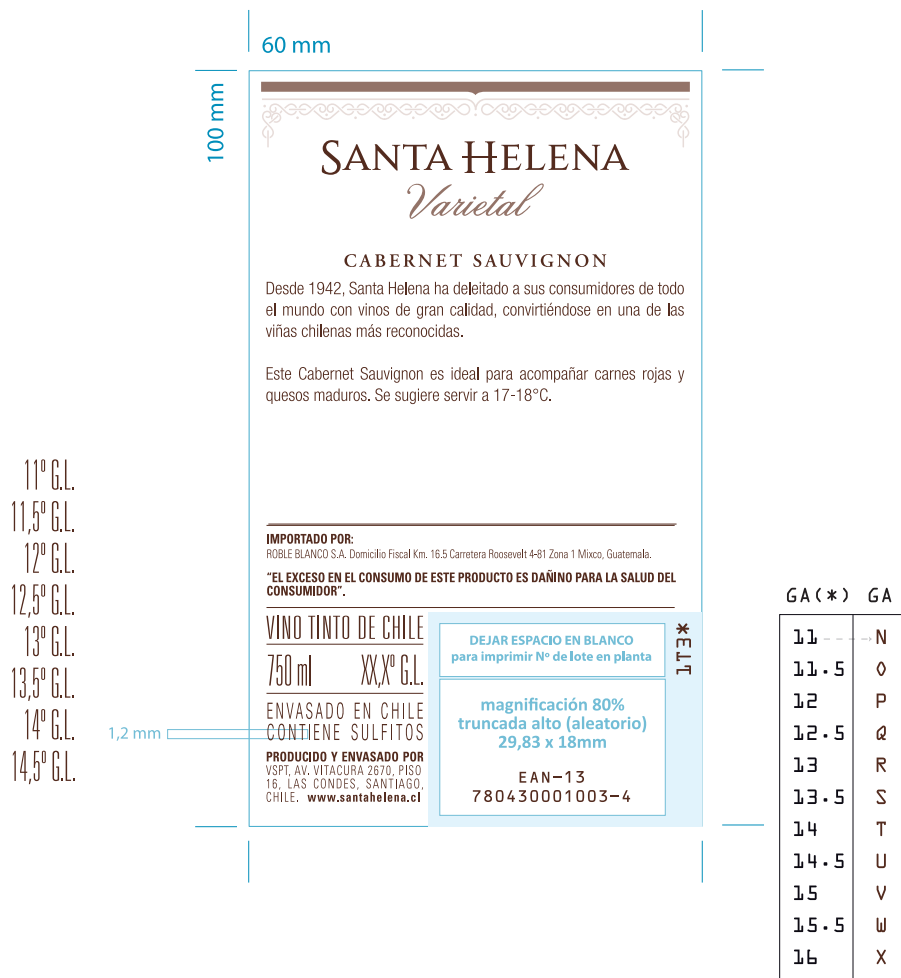 60 mm
100 mm
SANTA HELENA
Varietal
CABERNET SAUVIGNON
Desde 1942, Santa Helena ha deleitado a sus consumidores de todo
el mundo con vinos de gran calidad, convirtiéndose en una de las
viñas chilenas más reconocidas.
Este Cabernet Sauvignon es ideal para acompañar carnes rojas y
quesos maduros. Se sugiere servir a 17-18°C.
11º G.L.
11,5º G.L.
12º G.L.
12,5º G.L.
13º G.L.
13,5º G.L.
14º G.L.
14,5º G.L.
IMPORTADO POR:
ROBLE BLANCO S.A. Domicilio Fiscal Km. 16.5 Carretera Roosevelt 4-81 Zona 1 Mixco, Guatemala.
“EL EXCESO EN EL CONSUMO DE ESTE PRODUCTO ES DAÑINO PARA LA SALUD DEL
CONSUMIDOR”.
VINO TINTO DE CHILE
750 ml XX,Xº G.L.
ENVASADO EN CHILE
CONTIENE SULFITOS
1,2 mm
PRODUCIDO Y ENVASADO POR
VSPT, AV. VITACURA 2670, PISO
16, LAS CONDES, SANTIAGO,
CHILE. www.santahelena.cl
DEJAR ESPACIO EN BLANCO
para imprimir Nº de lote en planta
1T3*
magnificación 80%
truncada alto (aleatorio)
29,83 x 18mm
EAN-13
780430001003-4
GA(*) GA
11 N
11.5 O
12 P
12.5 Q
13 R
13.5 S
14 T
14.5 U
15 V
15.5 W
16 X